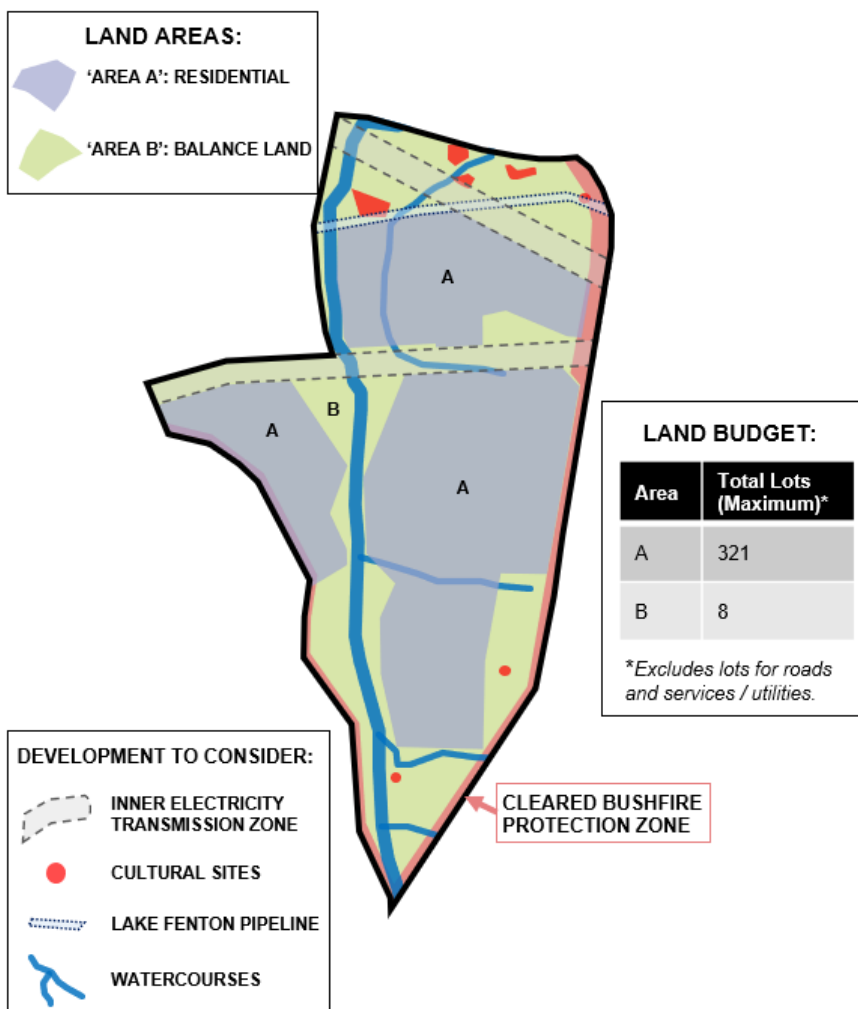 LAND AREAS:
‘AREA A’: RESIDENTIAL
‘AREA B’: BALANCE LAND
A
B
A
A
LAND BUDGET:
Area
Total Lots
(Maximum)*
A
321
B
8
*Excludes lots for roads
and services / utilities.
DEVELOPMENT TO CONSIDER:
INNER ELECTRICITY
TRANSMISSION ZONE
CULTURAL SITES
LAKE FENTON PIPELINE
WATERCOURSES
CLEARED BUSHFIRE
PROTECTION ZONE